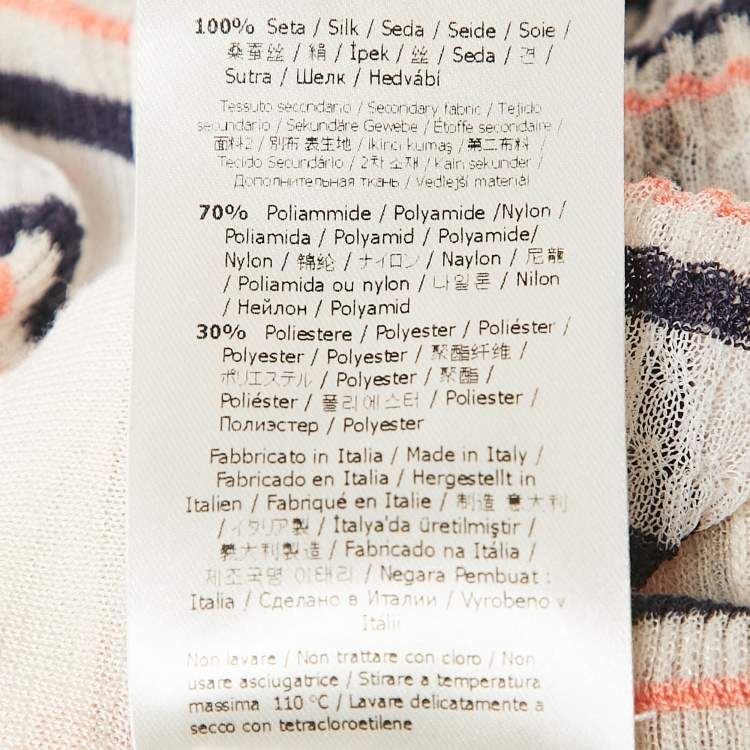 100% Seta / Silk / Seda / Seide / Soie /
桑蚕丝 / 絹 / İpek / 丝 / Seda / 견 /
Sutra / Шелк / Hedvábí
Tessuto secondario / Secondary fabric / Tejido
secundario / Sekundäre Gewebe / Étoffe secondaire /
面料2 / 別布 表生地 / İkinci kumaş / 第二布料 /
Tecido Secundário / 2차 소재 / Kain sekunder /
Дополнительная ткань / Vedlejší materiál
70% Poliammide / Polyamide /Nylon /
Poliamida / Polyamid / Polyamide/
Nylon / 锦纶 / ナイロン / Naylon / 尼龍
/ Poliamida ou nylon / 나일론 / Nilon
/ Нейлон / Polyamid
30% Poliestere / Polyester / Poliéster /
Polyester / Polyester / 聚酯纤维 /
ポリエステル / Polyester / 聚酯 /
Poliéster / 폴리에스터 / Poliester /
Полиэстер / Polyester
Fabbricato in Italia / Made in Italy /
Fabricado en Italia / Hergestellt in
Italien / Fabriqué en Italie / 制造 意大利
/ イタリア製 / İtalya'da üretilmiştir /
義大利製造 / Fabricado na Itália /
제조국명 이태리 / Negara Pembuat :
Italia / Сделано в Италии / Vyrobeno v
Itálii
Non lavare / Non trattare con cloro / Non
usare asciugatrice / Stirare a temperatura
massima 110 °C / Lavare delicatamente a
secco con tetracloroetilene